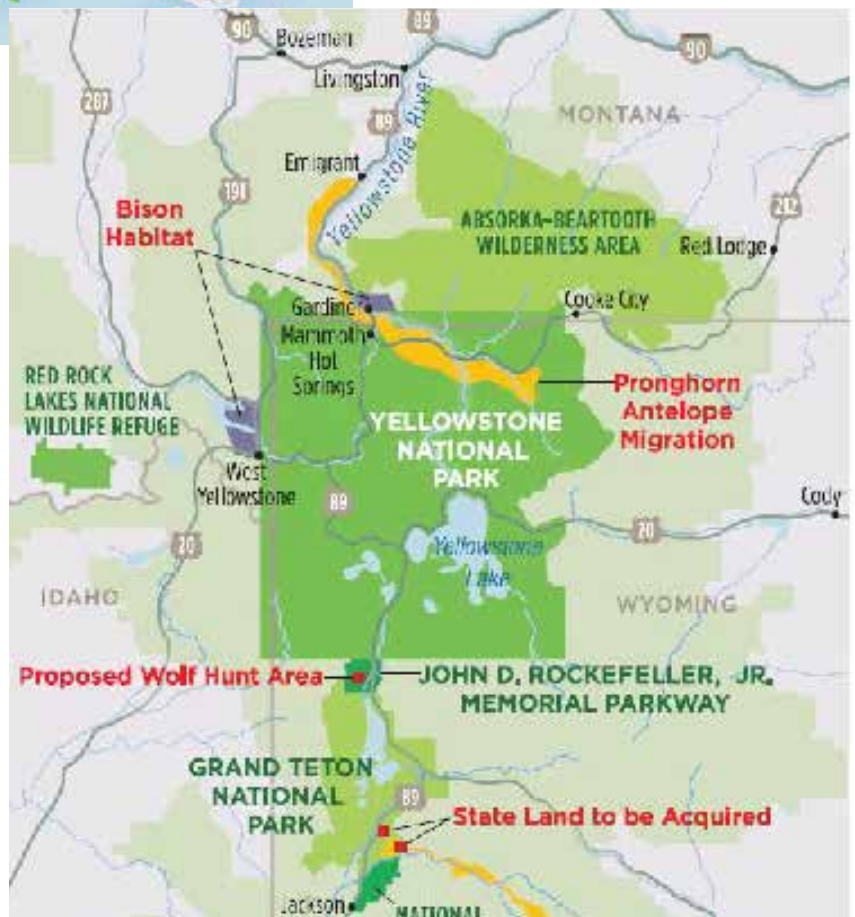 89
90
Bozeman
90
Livingston
287
MONTANA
89
Yellowstone River
Emigrant
191
212
Bison
Habitat
ABSORKA-BEARTOOTH
WILDERNESS AREA
Red Lodge
Gardiner
Cooke City
Mammoth
Hot
Springs
RED ROCK
LAKES NATIONAL
WILDLIFE REFUGE
Pronghorn
Antelope
Migration
YELLOWSTONE
NATIONAL
PARK
West
Yellowstone
89
Cody
20
20
Yellowstone
Lake
IDAHO
WYOMING
Proposed Wolf Hunt Area
JOHN D. ROCKEFELLER, JR.
MEMORIAL PARKWAY
GRAND TETON
NATIONAL
PARK
89
State Land to be Acquired
Jackson
NATIONAL